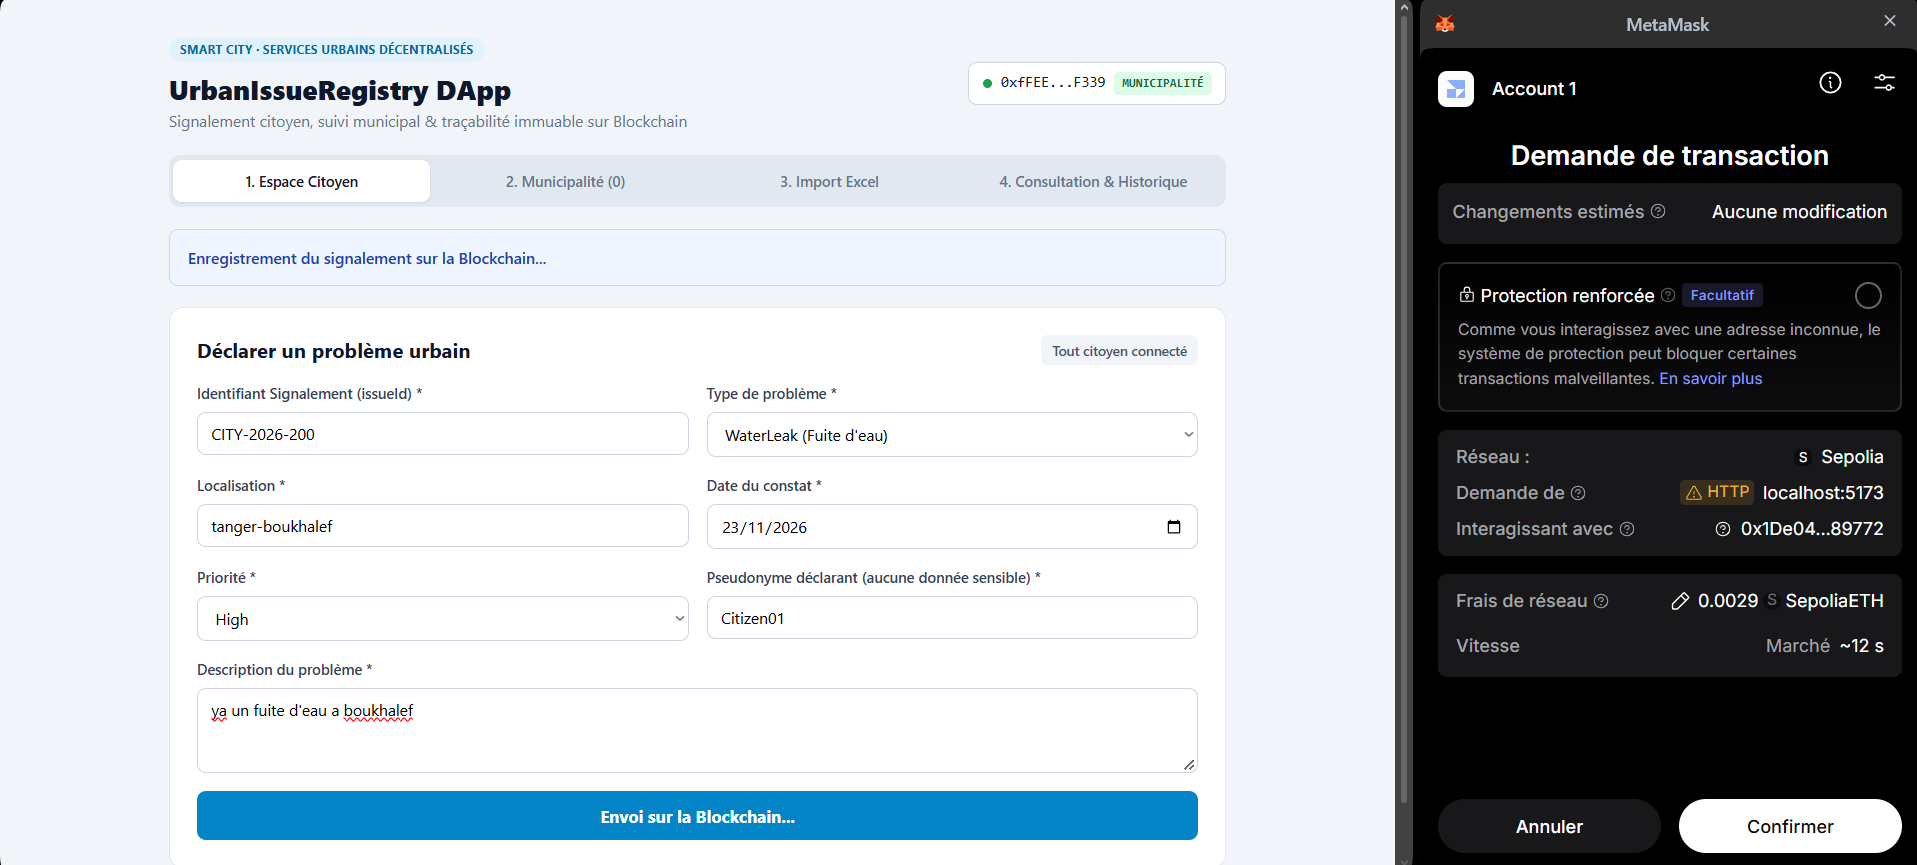 SMART CITY · SERVICES URBAINS DÉCENTRALISÉS
UrbanIssueRegistry DApp
Signalement citoyen, suivi municipal & traçabilité immuable sur Blockchain
0xfFEE...F339 MUNICIPALITÉ
1. Espace Citoyen
2. Municipalité (0)
3. Import Excel
4. Consultation & Historique
Enregistrement du signalement sur la Blockchain...
Déclarer un problème urbain
Tout citoyen connecté
Identifiant Signalement (issueId) *
Type de problème *
CITY-2026-200
WaterLeak (Fuite d'eau)
Localisation *
Date du constat *
tanger-boukhalef
23/11/2026
Priorité *
Pseudonyme déclarant (aucune donnée sensible) *
High
Citizen01
Description du problème *
ya un fuite d'eau a boukhalef
Envoi sur la Blockchain...
MetaMask
Account 1
Demande de transaction
Changements estimés
Aucune modification
Protection renforcée Facultatif
Comme vous interagissez avec une adresse inconnue, le
système de protection peut bloquer certaines
transactions malveillantes. En savoir plus
Réseau :
S Sepolia
Demande de
HTTP localhost:5173
Interagissant avec
0x1De04...89772
Frais de réseau
0.0029 S SepoliaETH
Vitesse
Marché ~12 s
Annuler
Confirmer